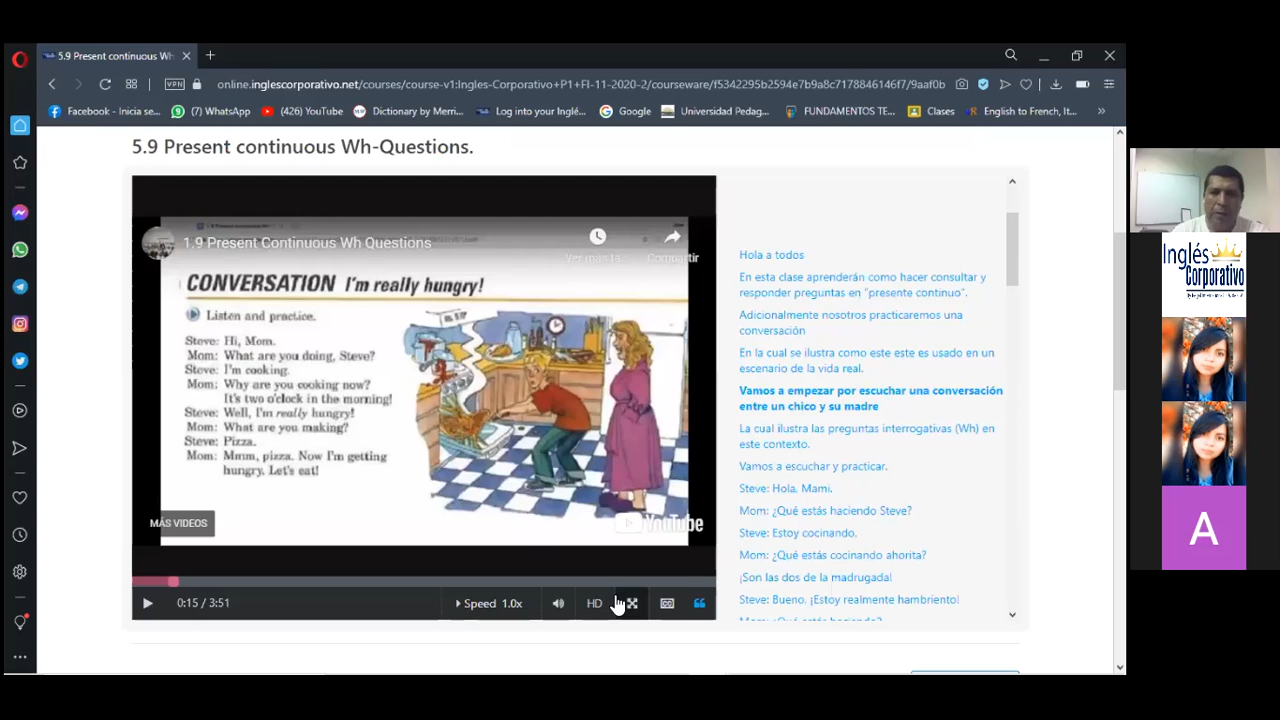 5.9 Present continuous Wh
VPN
online.inglescorporativo.net/courses/course-v1:Ingles-Corporativo+P1+FI-11-2020-2/courseware/f5342295b2594e7b9a8c7178846146f7/9aaf0b
Facebook - Inicia se...
(7) WhatsApp
(426) YouTube
Dictionary by Merri...
Log into your Inglé...
Google
Universidad Pedag...
FUNDAMENTOS TE...
Clases
English to French, It...
5.9 Present continuous Wh-Questions.
1.9 Present Continuous Wh Questions
Ver más ta
Compartir
CONVERSATION I'm really hungry!
Listen and practice.
Steve: Hi, Mom.
Mom: What are you doing, Steve?
Steve: I'm cooking.
Mom: Why are you cooking now?
It's two o'clock in the morning!
Steve: Well, I'm really hungry!
Mom: What are you making?
Steve: Pizza.
Mom: Mmm, pizza. Now I'm getting
hungry. Let's eat!
MÁS VIDEOS
YouTube
0:15 / 3:51
Speed 1.0x
HD
Hola a todos
En esta clase aprenderán como hacer consultar y
responder preguntas en "presente continuo".
Adicionalmente nosotros practicaremos una
conversación
En la cual se ilustra como este este es usado en un
escenario de la vida real.
Vamos a empezar por escuchar una conversación
entre un chico y su madre
La cual ilustra las preguntas interrogativas (Wh) en
este contexto.
Vamos a escuchar y practicar.
Steve: Hola, Mami.
Mom: ¿Qué estás haciendo Steve?
Steve: Estoy cocinando.
Mom: ¿Qué estás cocinando ahorita?
¡Son las dos de la madrugada!
Steve: Bueno, ¡Estoy realmente hambriento!
Inglés
Corporativo
A